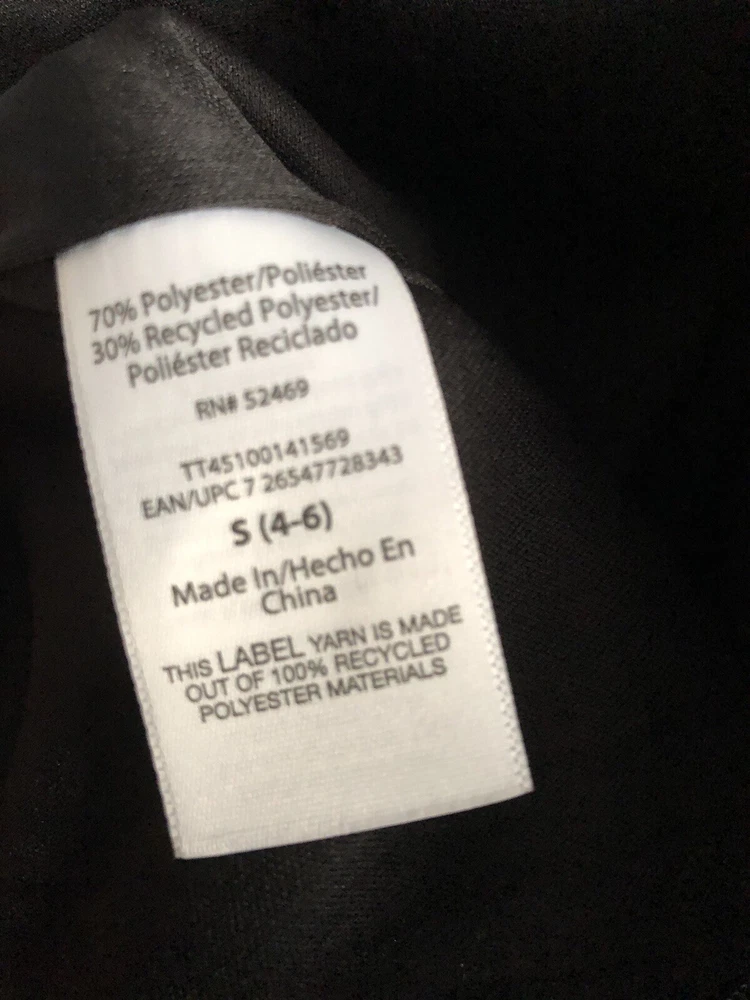 70% Polyester/Poliéster
30% Recycled Polyester/
Poliéster Reciclado
RN# 52469
TT45100141569
EAN/UPC 7 26547728343
S (4-6)
Made In/Hecho En
China
THIS LABEL YARN IS MADE
OUT OF 100% RECYCLED
POLYESTER MATERIALS